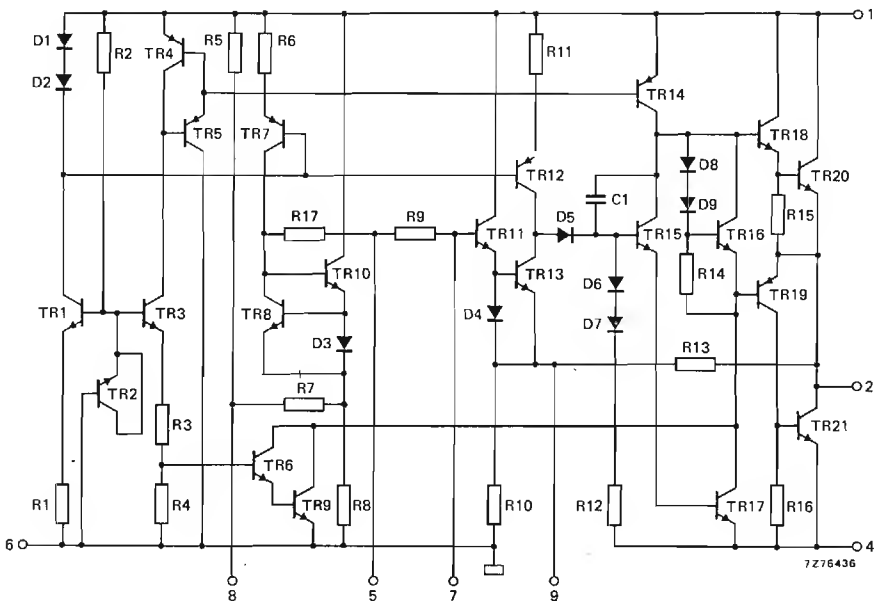 1
D1
R2
TR4
R5
R6
R11
D2
TR14
TR5
TR7
TR18
D8
TR12
TR20
C1
D9
R17
R9
D5
R15
TR11
TR15
TR16
TR10
TR13
R14
D6
TR19
TR1
TR3
TR8
D4
D7
D3
R13
TR2
R7
2
R3
TR21
TR6
R1
R4
TR9
R8
R10
R12
TR17
R16
6
4
7Z76436
8
5
7
9